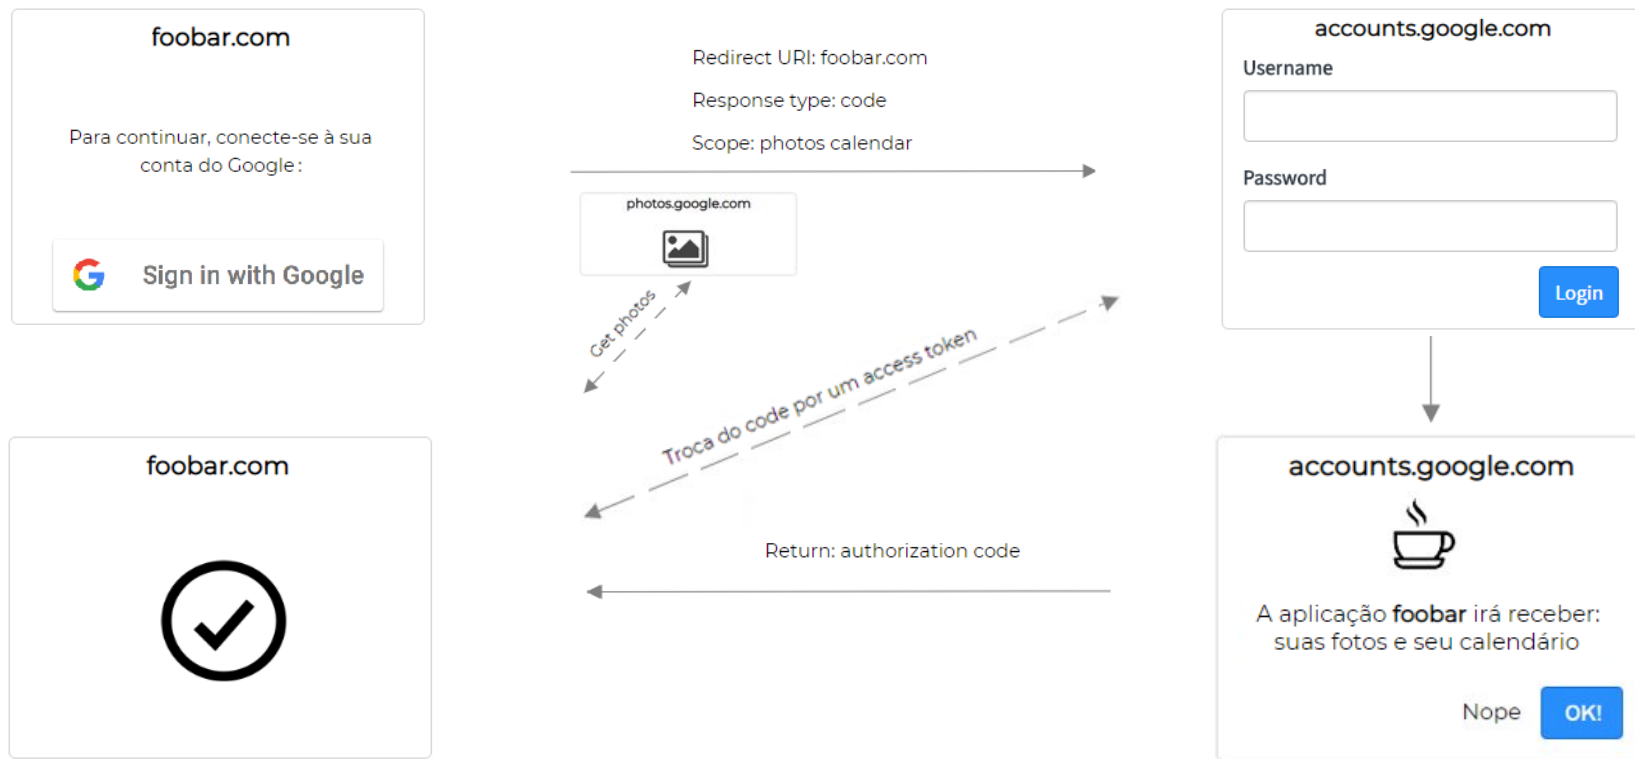 foobar.com
Para continuar, conecte-se à sua
conta do Google:
Sign in with Google
Redirect URI: foobar.com
Response type: code
Scope: photos calendar
photos.google.com
Get photos
Troca do code por um access token
accounts.google.com
Username
Password
Login
foobar.com
Return: authorization code
accounts.google.com
A aplicação foobar irá receber:
suas fotos e seu calendário
Nope
OK!